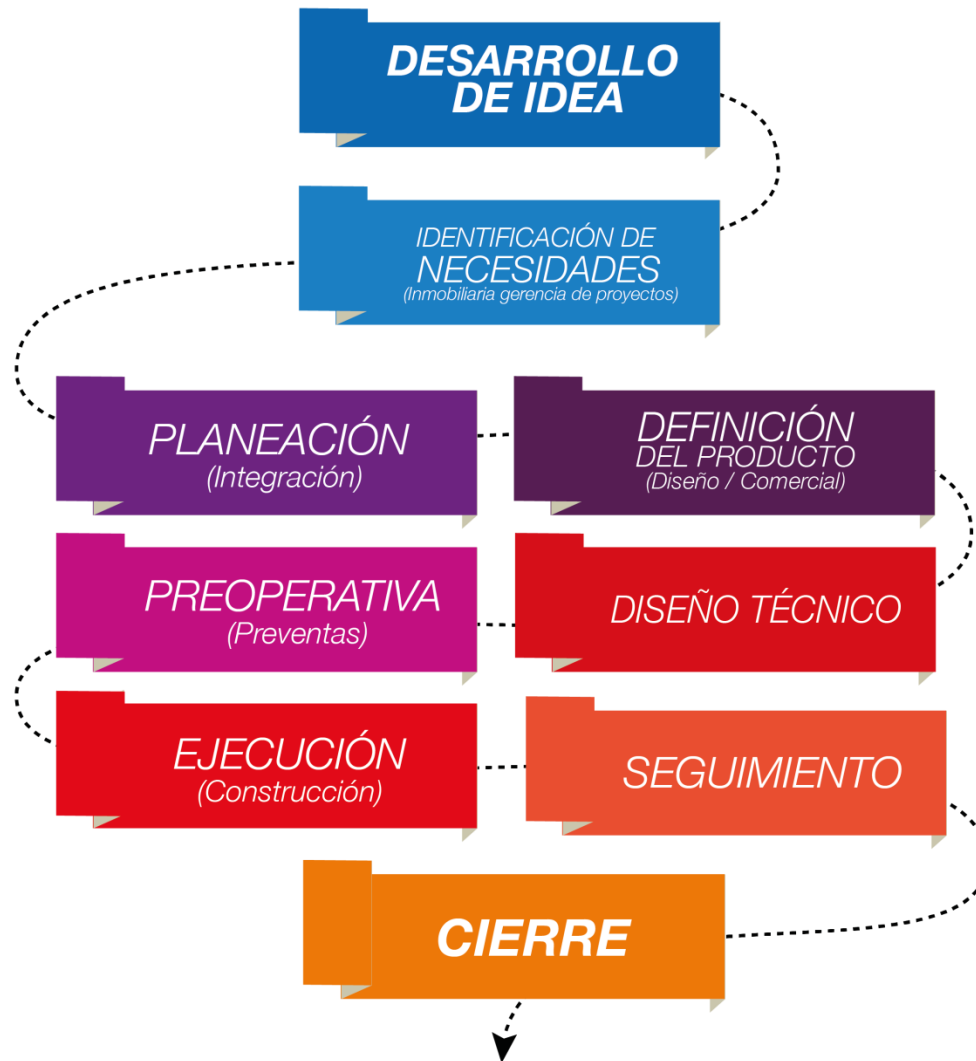 DESARROLLO
DE IDEA
IDENTIFICACIÓN DE
NECESIDADES
(Inmobiliaria gerencia de proyectos)
PLANEACIÓN
(Integración)
DEFINICIÓN
DEL PRODUCTO
(Diseño / Comercial)
DISEÑO TÉCNICO
PREOPERATIVA
(Preventas)
EJECUCIÓN
(Construcción)
SEGUIMIENTO
CIERRE